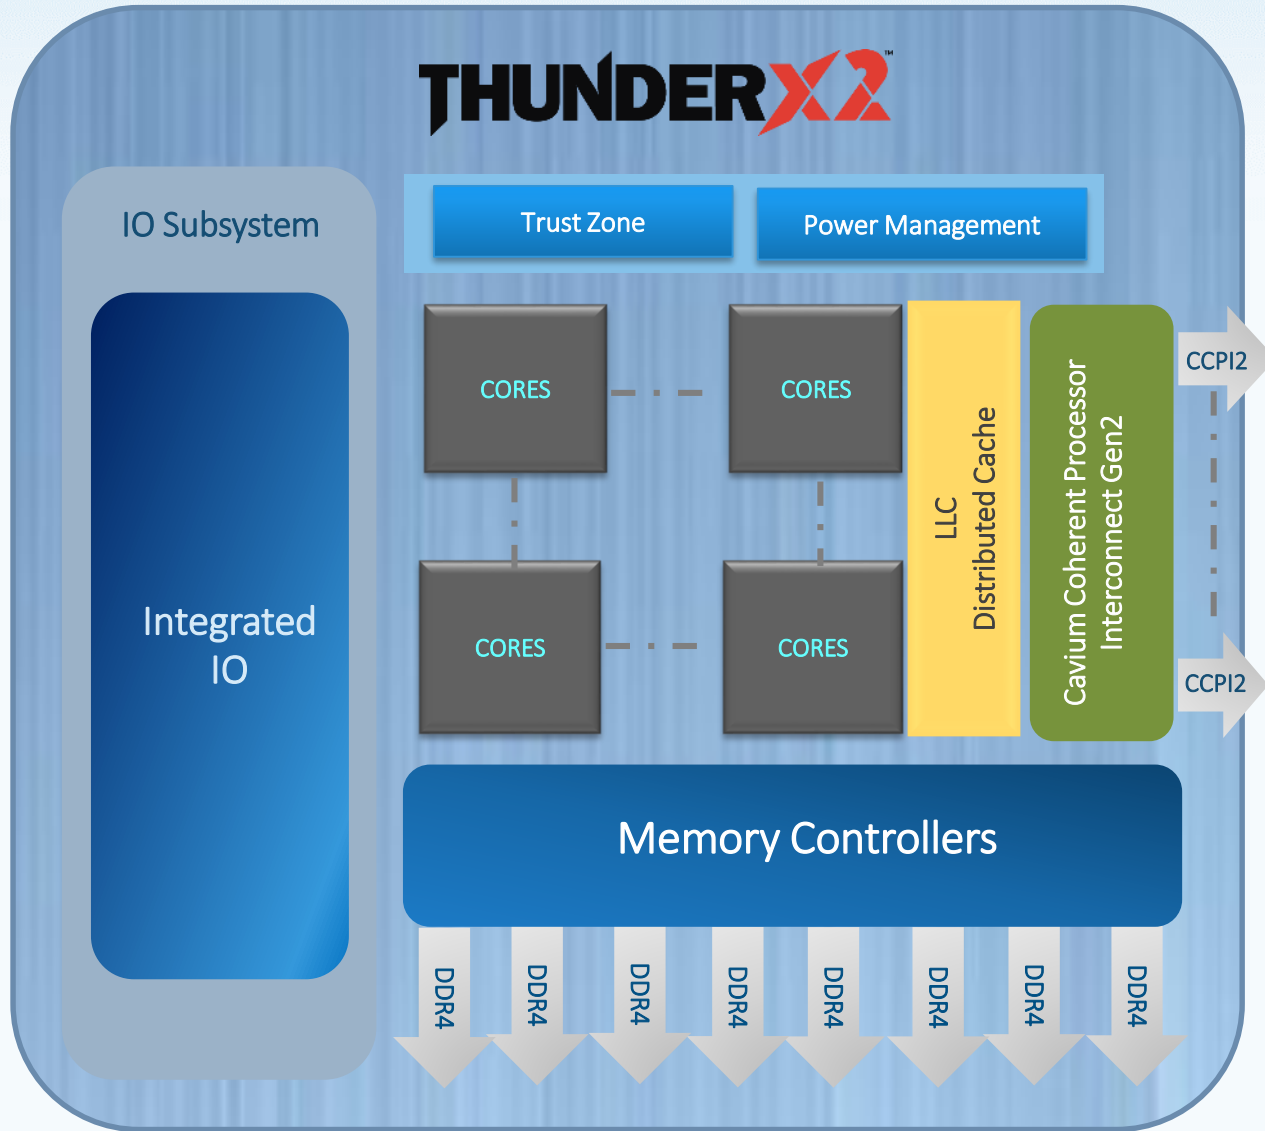 THUNDERX2™
IO Subsystem
Trust Zone
Power Management
Integrated
IO
CORES
CORES
CORES
CORES
LLC
Distributed Cache
Cavium Coherent Processor
Interconnect Gen2
CCPI2
CCPI2
Memory Controllers
DDR4
DDR4
DDR4
DDR4
DDR4
DDR4
DDR4
DDR4